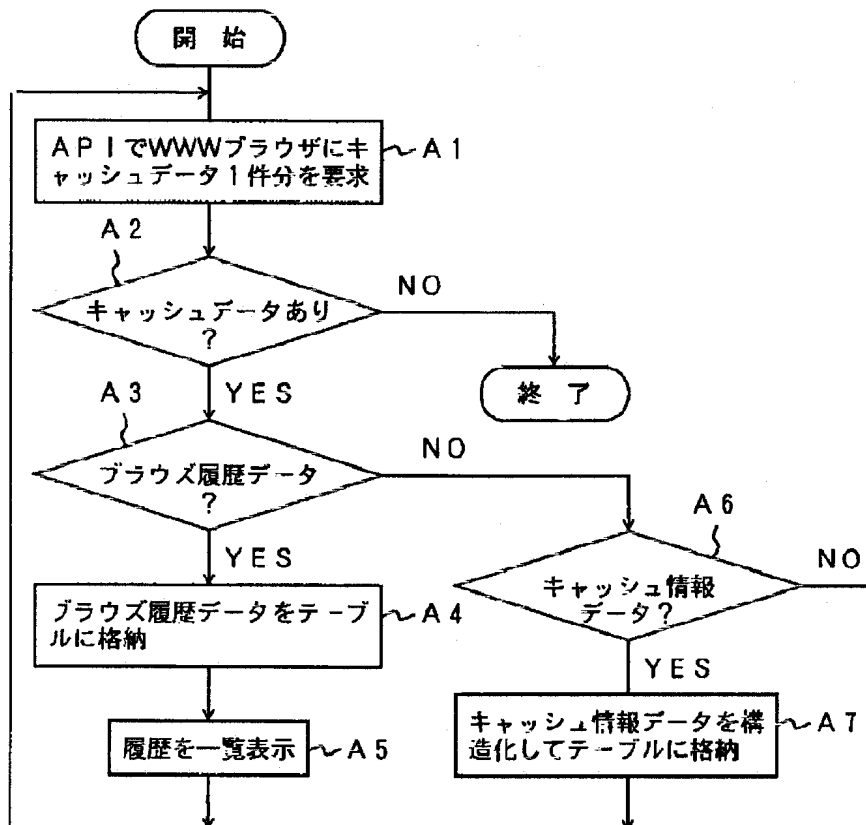 開始
APIでWWWブラウザにキ
ャッシュデータ1件分を要求
A1
A2
キャッシュデータあり
?
NO
終了
YES
A3
ブラウズ履歴データ
?
NO
YES
A6
キャッシュ情報
データ?
NO
YES
ブラウズ履歴データをテーブ
ルに格納
A4
キャッシュ情報データを構
造化してテーブルに格納
A7
履歴を一覧表示
A5